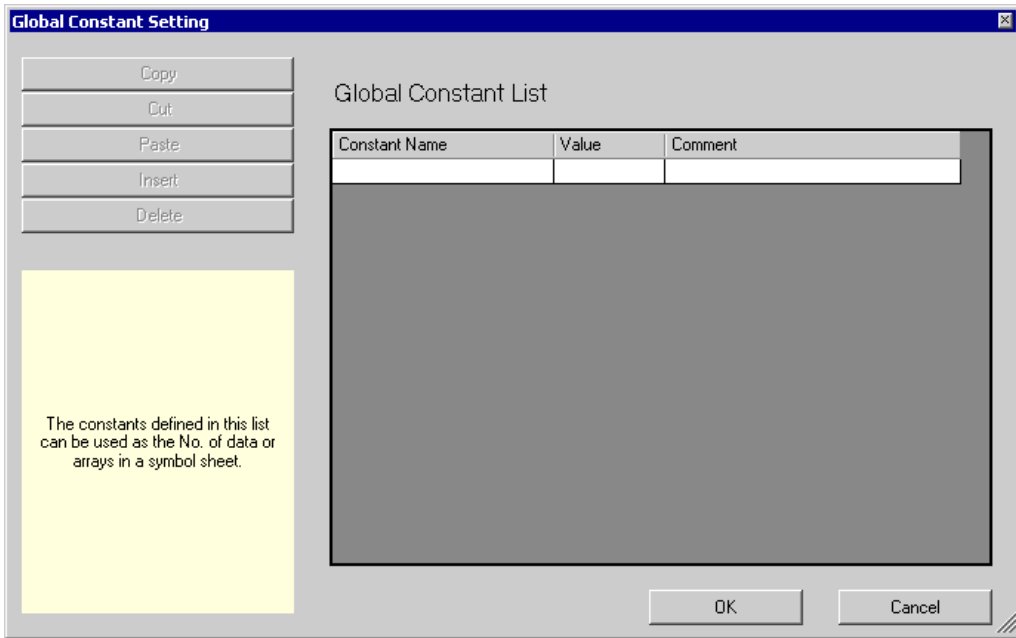 Global Constant Setting
Copy
Cut
Paste
Insert
Delete
The constants defined in this list
can be used as the No. of data or
arrays in a symbol sheet.
Global Constant List
Constant Name Value Comment
OK Cancel